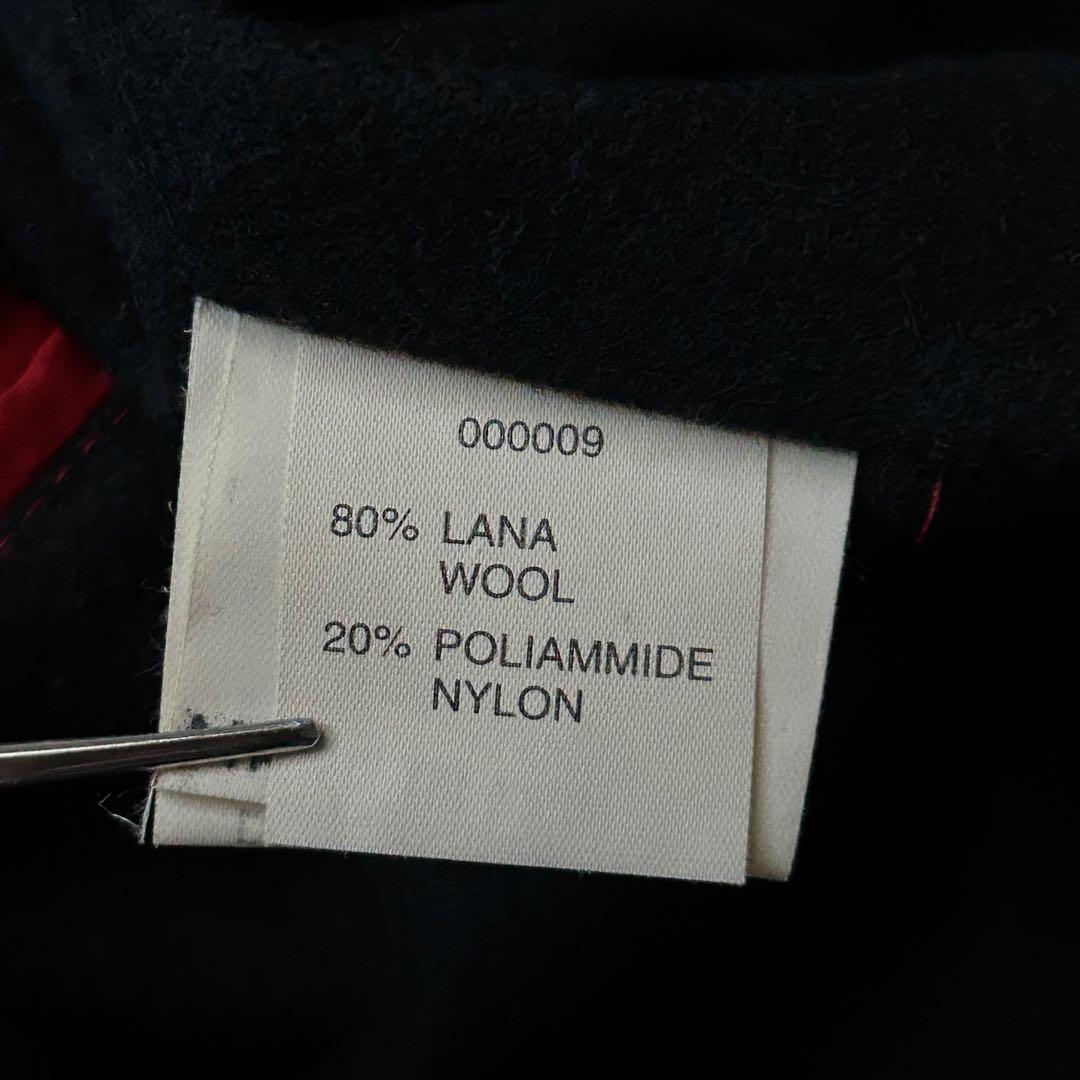 000009
80% LANA
WOOL
20% POLIAMMIDE
NYLON